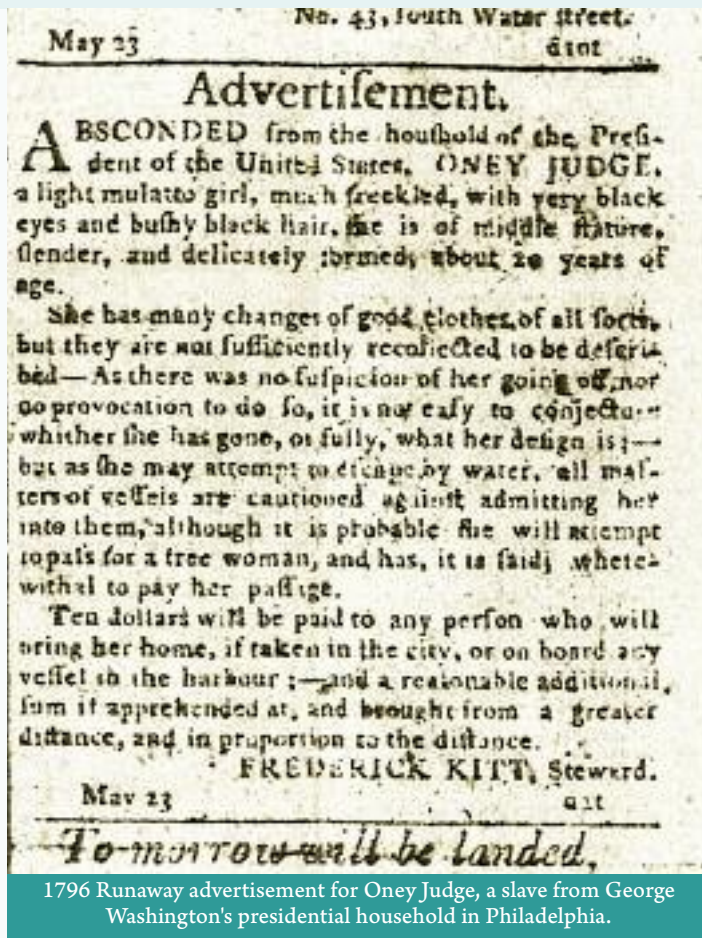 No. 43, South Water street.
May 23
Advertiſement.
ABSCONDED from the houſhold of the Preſi-
dent of the United States, ONEY JUDGE,
a light mulatto girl, much freckled, with very black
eyes and buſhy black hair, ſhe is of middle ſtature,
ſlender, and delicately formed, about 20 years of
age.
She has many changes of good clothes, of all ſorts,
but they are not ſufficiently recollected to be deſcri-
bed—As there was no ſuſpicion of her going off, nor
no provocation to do ſo, it is not eaſy to conjecture
whither ſhe has gone, or fully, what her deſign is;—
but as ſhe may attempt to eſcape by water, all maſ-
ters of veſſels are cautioned againſt admitting her
into them, although it is probable ſhe will attempt
to paſs for a free woman, and has, it is ſaid, where-
withal to pay her paſſage.
Ten dollars will be paid to any perſon who will
bring her home, if taken in the city, or on board any
veſſel in the harbour;—and a reaſonable additional
ſum if apprehended at, and brought from a greater
diſtance, and in proportion to the diſtance.
FREDERICK KITT, Steward.
May 23
To-morrow will be landed,
1796 Runaway advertisement for Oney Judge, a slave from George
Washington's presidential household in Philadelphia.